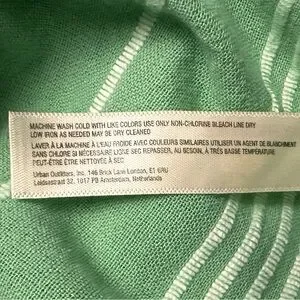 MACHINE WASH COLD WITH LIKE COLORS USE ONLY NON-CHLORINE BLEACH LINE DRY
LOW IRON AS NEEDED MAY BE DRY CLEANED
LAVER À LA MACHINE À L'EAU FROIDE AVEC COULEURS SIMILAIRES UTILISER UN AGENT DE BLANCHIMENT
SANS CHLORE SI NÉCESSAIRE LIGNE SEC REPASSER, AU BESOIN, À TRÈS BASSE TEMPÉRATURE
PEUT-ÊTRE ÊTRE NETTOYÉE À SEC
Urban Outfitters, Inc. 146 Brick Lane London, E1 6RU
Leidsestraat 32, 1017 PB Amsterdam, Netherlands